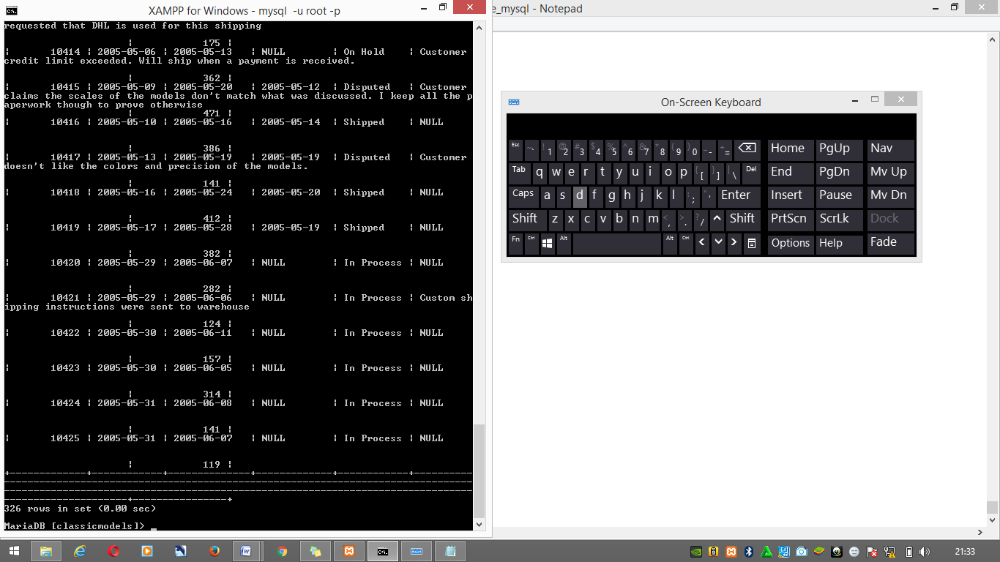 XAMPP for Windows - mysql  -u root -p
e_mysql - Notepad
requested that DHL is used for this shipping
¦ 175 ¦
¦ 10414 ¦ 2005-05-06 ¦ 2005-05-13 ¦ NULL ¦ On Hold ¦ Customer
credit limit exceeded. Will ship when a payment is received.
¦ 362 ¦
¦ 10415 ¦ 2005-05-09 ¦ 2005-05-20 ¦ 2005-05-12 ¦ Disputed ¦ Customer
claims the scales of the models don't match what was discussed. I keep all the p
aperwork though to prove otherwise
¦ 471 ¦
¦ 10416 ¦ 2005-05-10 ¦ 2005-05-16 ¦ 2005-05-14 ¦ Shipped ¦ NULL
¦ 386 ¦
¦ 10417 ¦ 2005-05-13 ¦ 2005-05-19 ¦ 2005-05-19 ¦ Disputed ¦ Customer
doesn't like the colors and precision of the models.
¦ 141 ¦
¦ 10418 ¦ 2005-05-16 ¦ 2005-05-24 ¦ 2005-05-20 ¦ Shipped ¦ NULL
¦ 412 ¦
¦ 10419 ¦ 2005-05-17 ¦ 2005-05-28 ¦ 2005-05-19 ¦ Shipped ¦ NULL
¦ 382 ¦
¦ 10420 ¦ 2005-05-29 ¦ 2005-06-07 ¦ NULL ¦ In Process ¦ NULL
¦ 282 ¦
¦ 10421 ¦ 2005-05-29 ¦ 2005-06-06 ¦ NULL ¦ In Process ¦ Custom sh
ipping instructions were sent to warehouse
¦ 124 ¦
¦ 10422 ¦ 2005-05-30 ¦ 2005-06-11 ¦ NULL ¦ In Process ¦ NULL
¦ 157 ¦
¦ 10423 ¦ 2005-05-30 ¦ 2005-06-05 ¦ NULL ¦ In Process ¦ NULL
¦ 314 ¦
¦ 10424 ¦ 2005-05-31 ¦ 2005-06-08 ¦ NULL ¦ In Process ¦ NULL
¦ 141 ¦
¦ 10425 ¦ 2005-05-31 ¦ 2005-06-07 ¦ NULL ¦ In Process ¦ NULL
¦ 119 ¦
326 rows in set (0.00 sec)
MariaDB [classicmodels]> _
On-Screen Keyboard
Esc ~ ` ! 1 @ 2 # 3 $ 4 % 5 ^ 6 & 7 * 8 ( 9 ) 0 _ - + = Home PgUp Nav
Tab q w e r t y u i o p { [ } ] | \ Del End PgDn Mv Up
Caps a s d f g h j k l : ; " ' Enter Insert Pause Mv Dn
Shift z x c v b n m < , > . ? / Shift PrtScn ScrLk Dock
Fn Ctrl Alt Alt Ctrl Options Help Fade
21:33